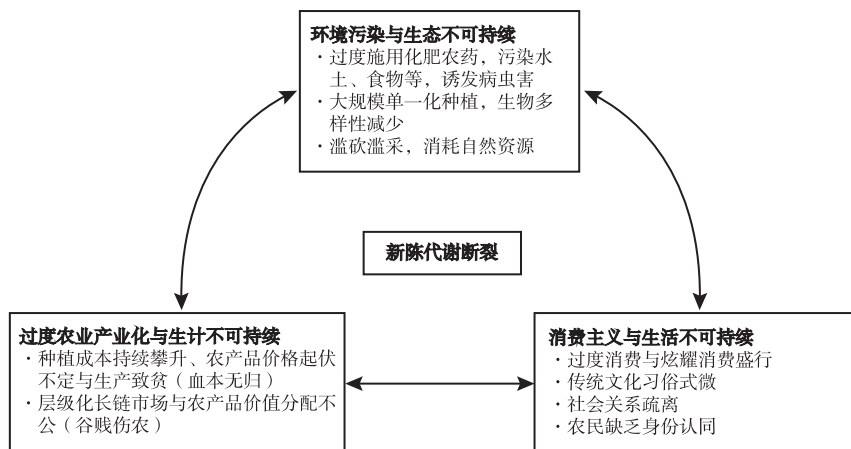 环境污染与生态不可持续
· 过度施用化肥农药，污染水
土、食物等，诱发病虫害
· 大规模单一化种植，生物多
样性减少
· 滥砍滥采，消耗自然资源
新陈代谢断裂
过度农业产业化与生计不可持续
· 种植成本持续攀升、农产品价格起伏
不定与生产致贫（血本无归）
· 层级化长链市场与农产品价值分配不
公（谷贱伤农）
消费主义与生活不可持续
· 过度消费与炫耀消费盛行
· 传统文化习俗式微
· 社会关系疏离
· 农民缺乏身份认同